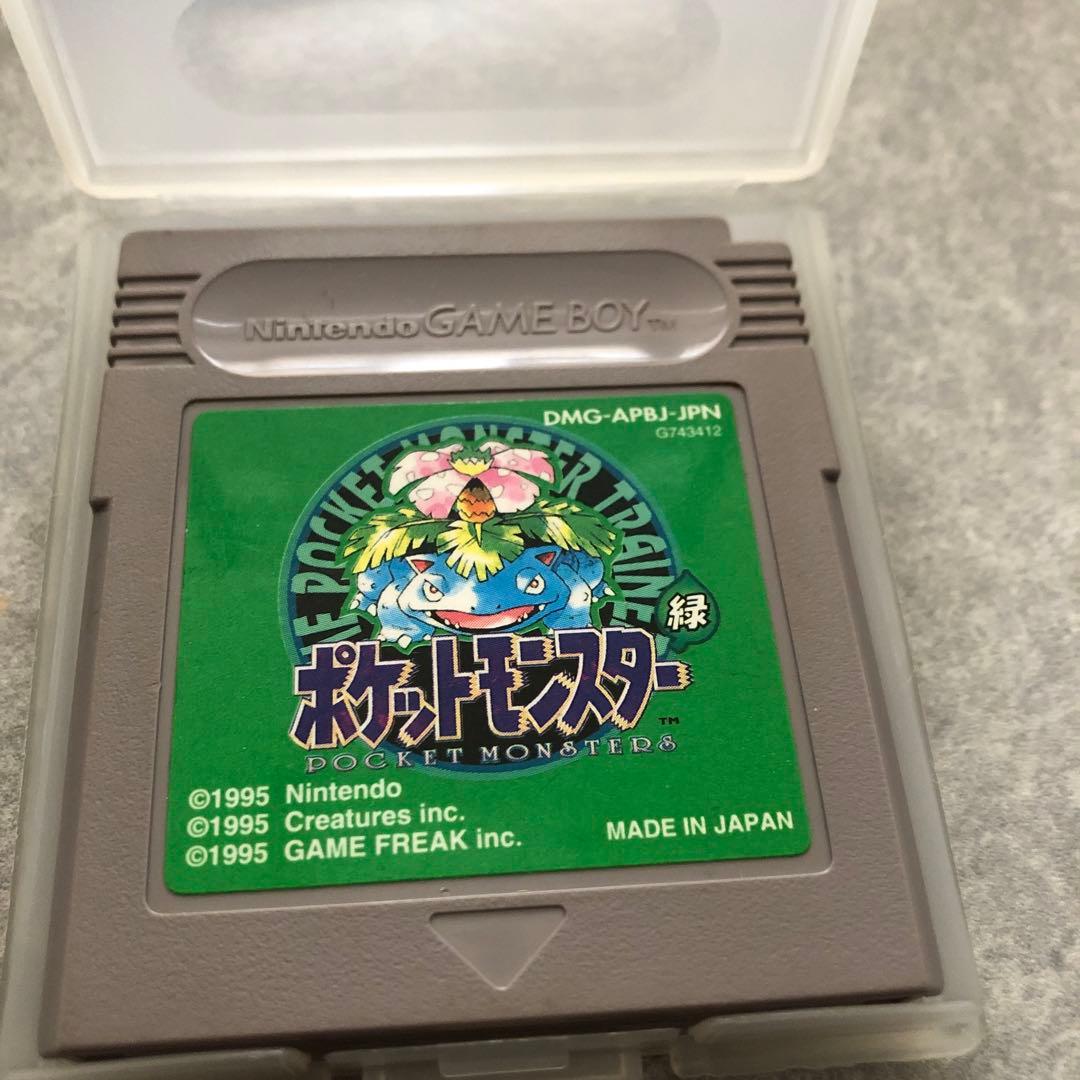 Nintendo GAME BOY™
DMG-APBJ-JPN
G743412
THE POCKET MONSTER TRAINER
緑
ポケットモンスター™
POCKET MONSTERS
©1995 Nintendo
©1995 Creatures inc.
©1995 GAME FREAK inc.
MADE IN JAPAN